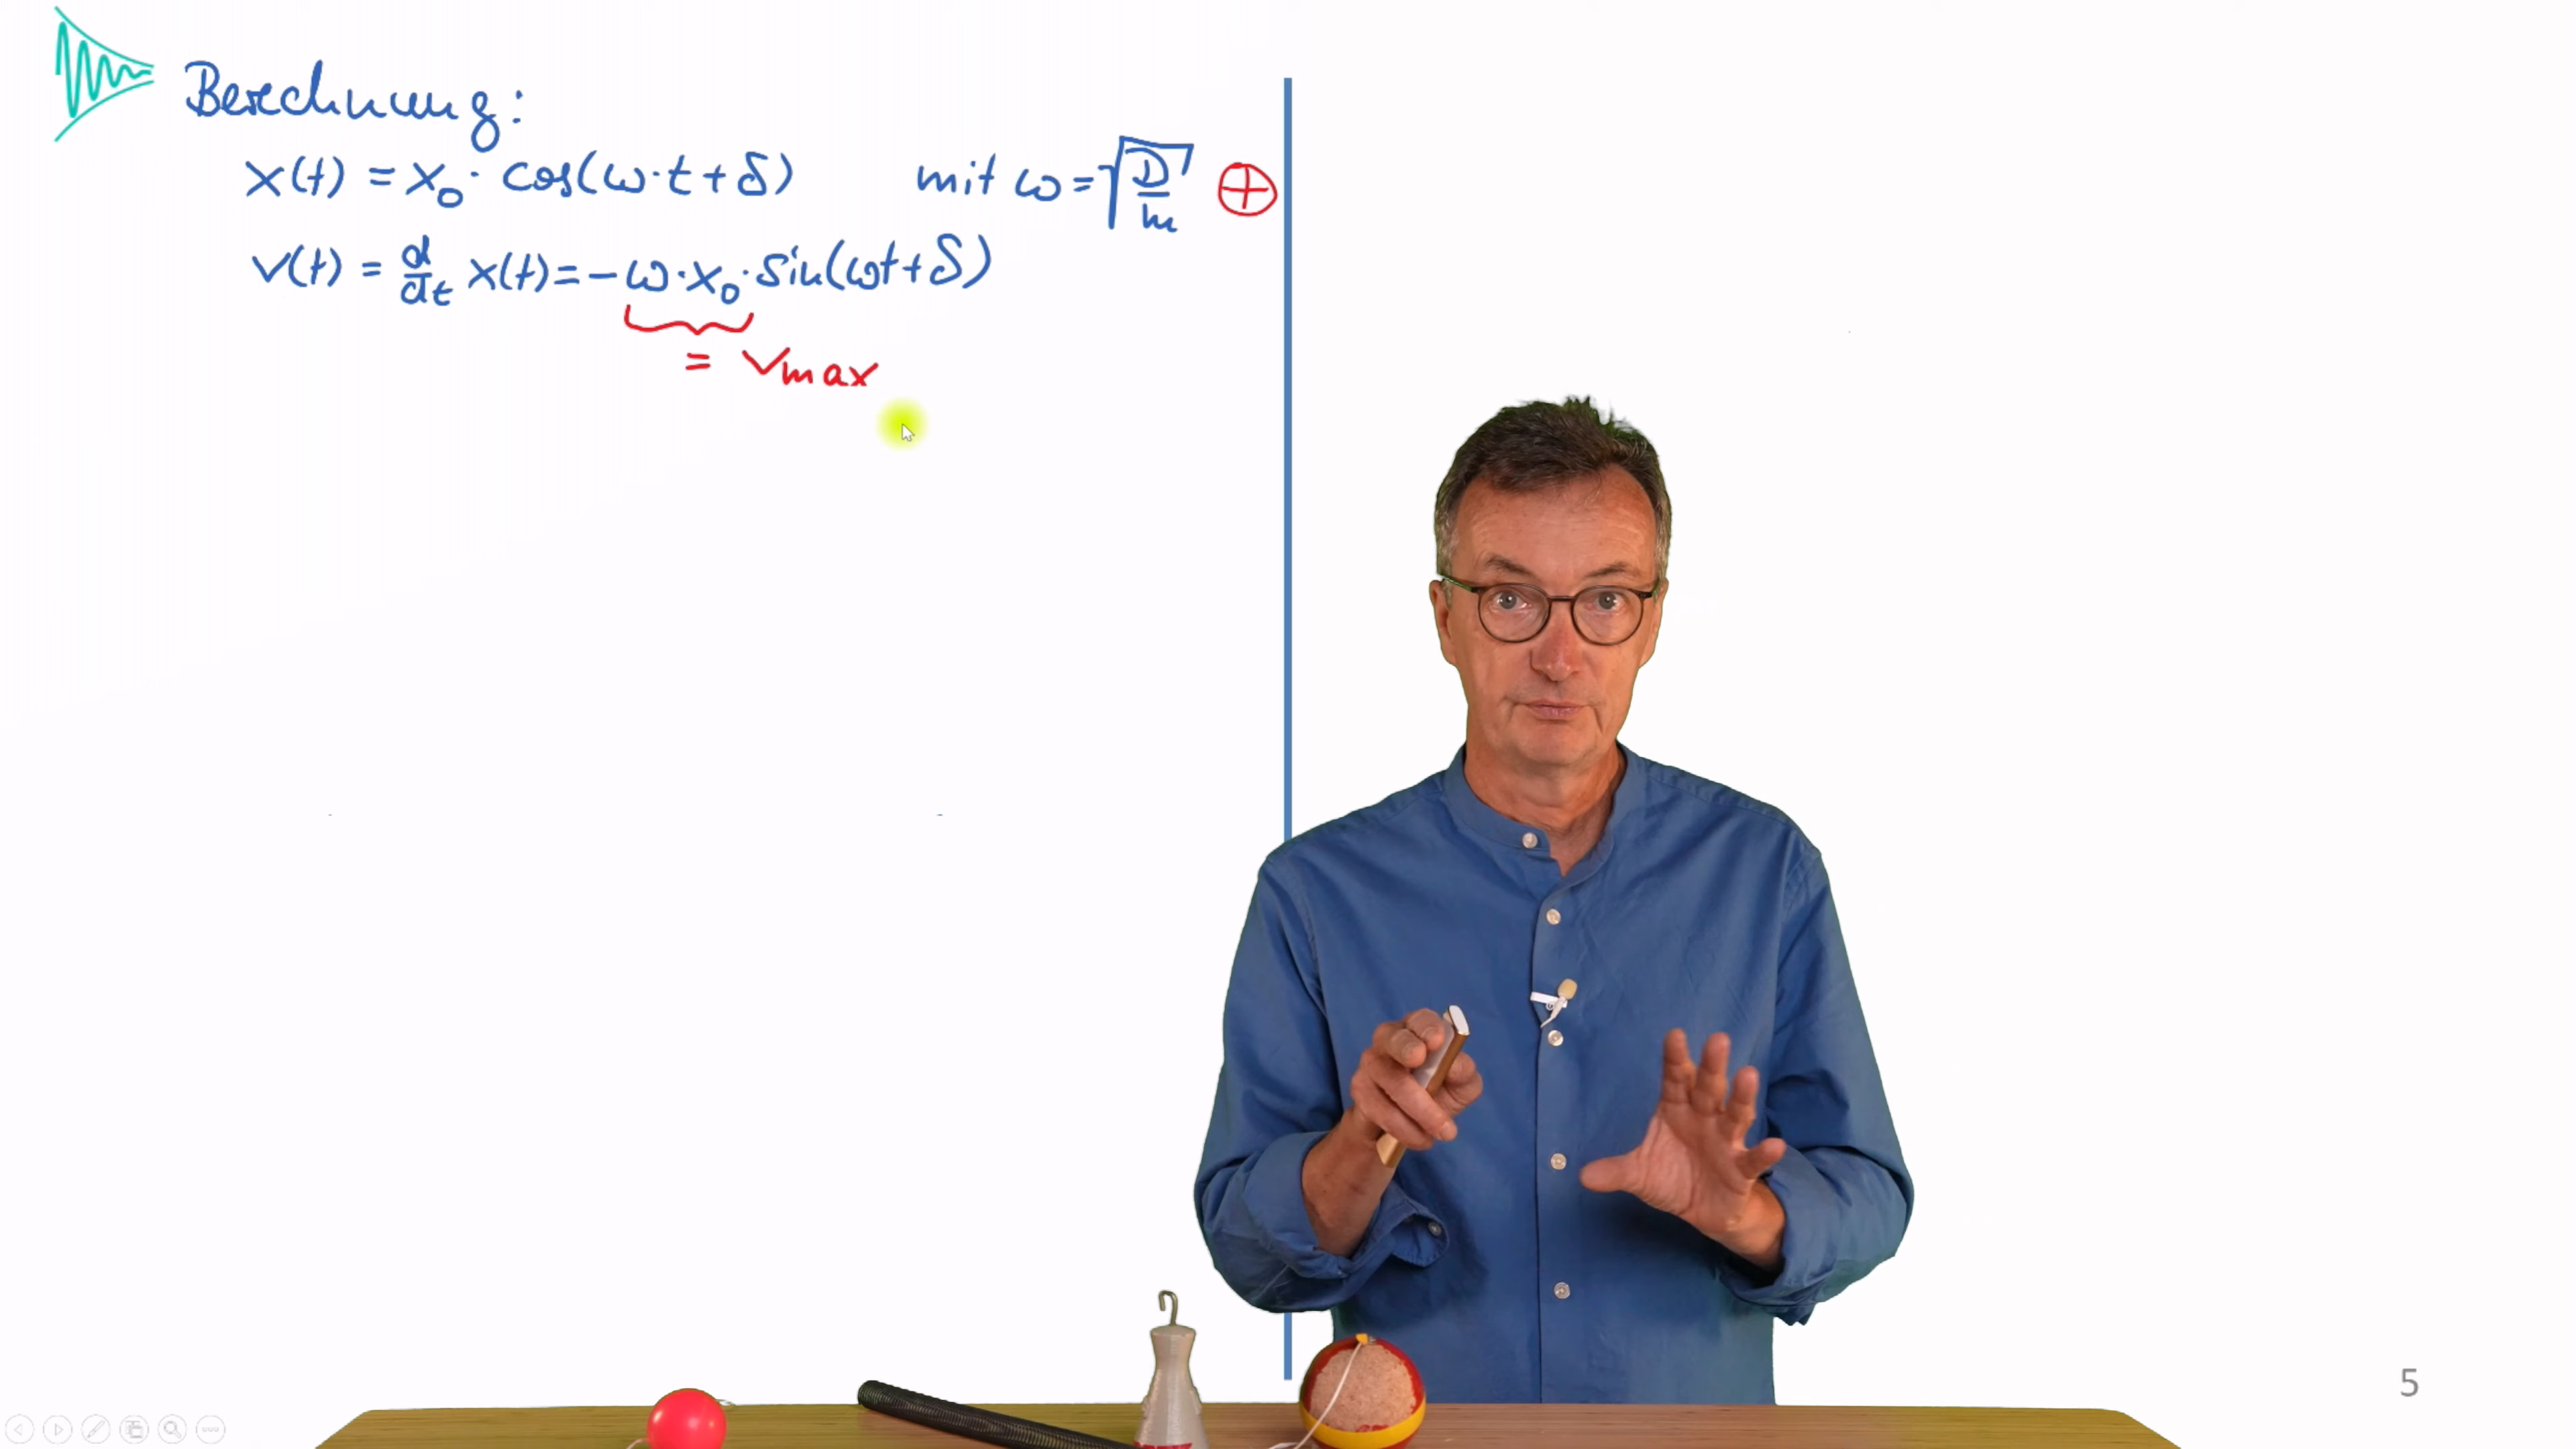 Berechnung:
x(t) = x₀ · cos(ω·t+δ) mit ω = √(D/m) ⊕
v(t) = d/dt x(t) = -ω·x₀·sin(ωt+δ)
= vmax
5